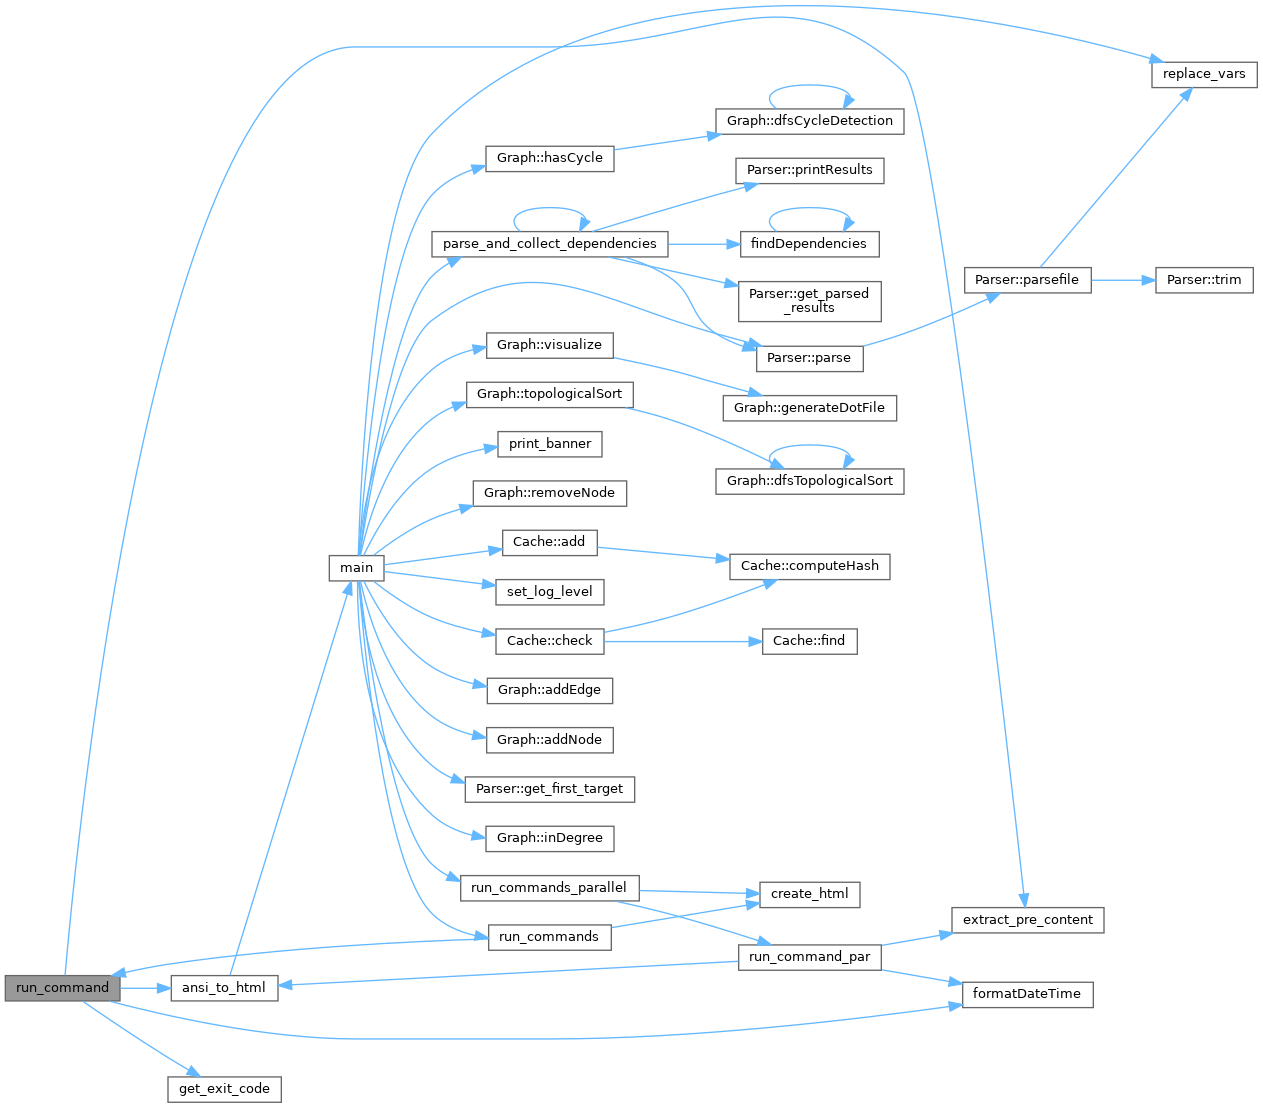 replace_vars
Graph::dfsCycleDetection
Graph::hasCycle
Parser::printResults
parse_and_collect_dependencies
findDependencies
Parser::parsefile
Parser::trim
Parser::get_parsed
_results
Graph::visualize
Parser::parse
Graph::topologicalSort
Graph::generateDotFile
print_banner
Graph::dfsTopologicalSort
Graph::removeNode
Cache::add
main
Cache::computeHash
set_log_level
Cache::check
Cache::find
Graph::addEdge
Graph::addNode
Parser::get_first_target
Graph::inDegree
run_commands_parallel
create_html
extract_pre_content
run_commands
run_command_par
run_command
ansi_to_html
formatDateTime
get_exit_code